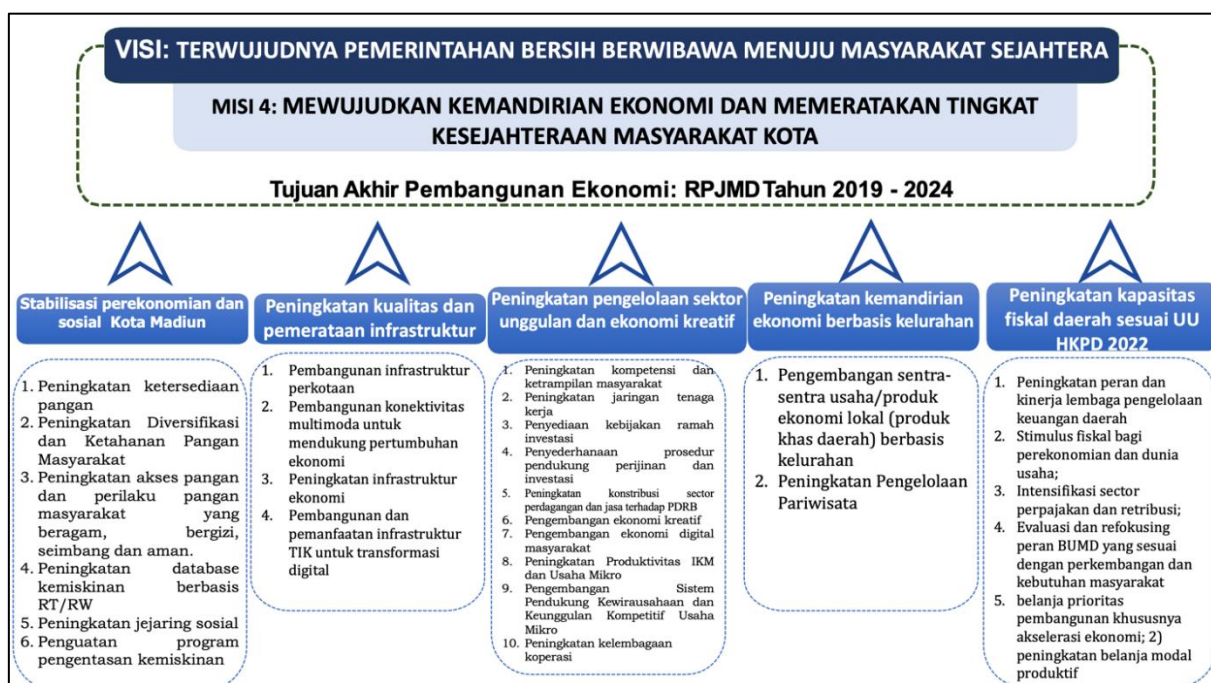 VISI: TERWUJUDNYA PEMERINTAHAN BERSIH BERWIBAWA MENUJU MASYARAKAT SEJAHTERA
MISI 4: MEWUJUDKAN KEMANDIRIAN EKONOMI DAN MEMERATAKAN TINGKAT
KESEJAHTERAAN MASYARAKAT KOTA
Tujuan Akhir Pembangunan Ekonomi: RPJMD Tahun 2019 - 2024
Stabilisasi perekonomian dan
sosial Kota Madiun
1. Peningkatan ketersediaan
pangan
2. Peningkatan Diversifikasi
dan Ketahanan Pangan
Masyarakat
3. Peningkatan akses pangan
dan perilaku pangan
masyarakat yang
beragam, bergizi,
seimbang dan aman.
4. Peningkatan database
kemiskinan berbasis
RT/RW
5. Peningkatan jejaring sosial
6. Penguatan program
pengentasan kemiskinan
Peningkatan kualitas dan
pemerataan infrastruktur
1. Pembangunan infrastruktur
perkotaan
2. Pembangunan konektivitas
multimoda untuk
mendukung pertumbuhan
ekonomi
3. Peningkatan infrastruktur
ekonomi
4. Pembangunan dan
pemanfaatan infrastruktur
TIK untuk transformasi
digital
Peningkatan pengelolaan sektor
unggulan dan ekonomi kreatif
1. Peningkatan kompetensi dan
ketrampilan masyarakat
2. Peningkatan jaringan tenaga
kerja
3. Penyediaan kebijakan ramah
investasi
4. Penyederhanaan prosedur
pendukung perijinan dan
investasi
5. Peningkatan konstribusi sector
perdagangan dan jasa terhadap PDRB
6. Pengembangan ekonomi kreatif
7. Pengembangan ekonomi digital
masyarakat
8. Peningkatan Produktivitas IKM
dan Usaha Mikro
9. Pengembangan Sistem
Pendukung Kewirausahaan dan
Keunggulan Kompetitif Usaha
Mikro
10. Peningkatan kelembagaan
koperasi
Peningkatan kemandirian
ekonomi berbasis kelurahan
1. Pengembangan sentra-
sentra usaha/produk
ekonomi lokal (produk
khas daerah) berbasis
kelurahan
2. Peningkatan Pengelolaan
Pariwisata
Peningkatan kapasitas
fiskal daerah sesuai UU
HKPD 2022
1. Peningkatan peran dan
kinerja lembaga pengelolaan
keuangan daerah
2. Stimulus fiskal bagi
perekonomian dan dunia
usaha;
3. Intensifikasi sector
perpajakan dan retribusi;
4. Evaluasi dan refokusing
peran BUMD yang sesuai
dengan perkembangan dan
kebutuhan masyarakat
5. belanja prioritas
pembangunan khususnya
akselerasi ekonomi; 2)
peningkatan belanja modal
produktif